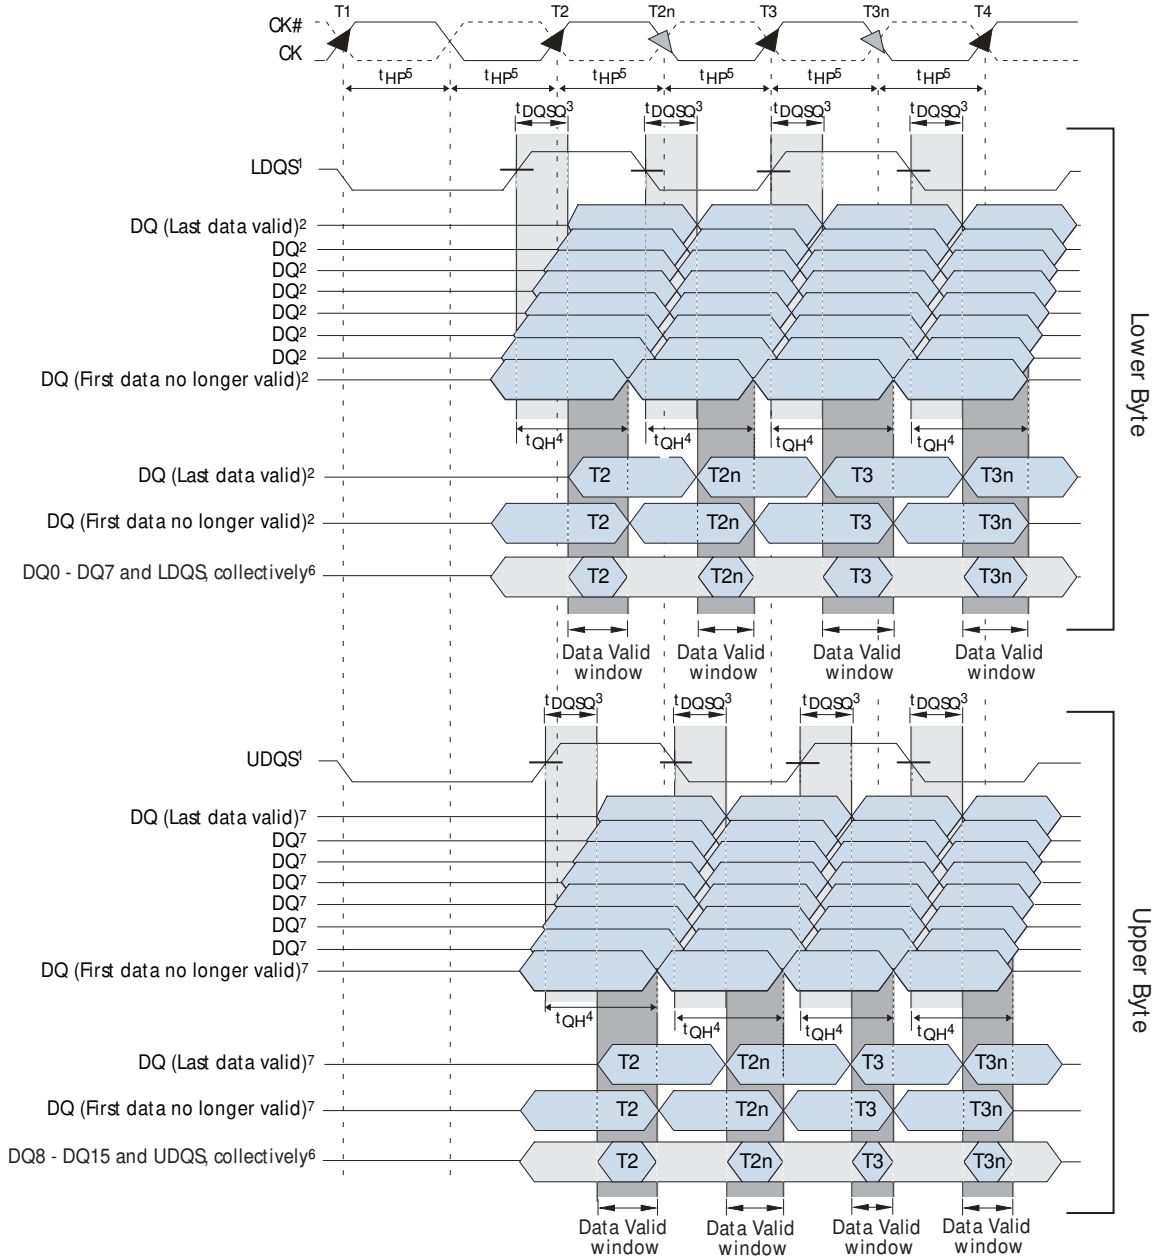 CK#
CK
T1 T2 T2n T3 T3n T4
tHP5 tHP5 tHP5 tHP5 tHP5 tHP5
tDQSQ3 tDQSQ3 tDQSQ3 tDQSQ3
LDQS1
DQ (Last data valid)2
DQ2
DQ2
DQ2
DQ2
DQ2
DQ2
DQ (First data no longer valid)2
tQH4 tQH4 tQH4 tQH4
DQ (Last data valid)2 T2 T2n T3 T3n
DQ (First data no longer valid)2 T2 T2n T3 T3n
DQ0 - DQ7 and LDQS, collectively6 T2 T2n T3 T3n
Data Valid window Data Valid window Data Valid window Data Valid window
Lower Byte
tDQSQ3 tDQSQ3 tDQSQ3 tDQSQ3
UDQS1
DQ (Last data valid)7
DQ7
DQ7
DQ7
DQ7
DQ7
DQ7
DQ (First data no longer valid)7
tQH4 tQH4 tQH4 tQH4
DQ (Last data valid)7 T2 T2n T3 T3n
DQ (First data no longer valid)7 T2 T2n T3 T3n
DQ8 - DQ15 and UDQS, collectively6 T2 T2n T3 T3n
Data Valid window Data Valid window Data Valid window Data Valid window
Upper Byte